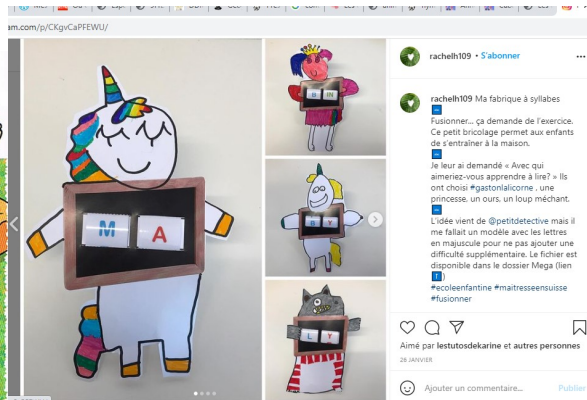 am.com/p/CKgvCaPFEWU/
rachelh109 • S'abonner
rachelh109 Ma fabrique à syllabes
Fusionner... ça demande de l'exercice.
Ce petit bricolage permet aux enfants
de s'entraîner à la maison.
Je leur ai demandé « Avec qui
aimeriez-vous apprendre à lire? » Ils
ont choisi #gastonlalicorne , une
princesse, un ours, un loup méchant.
L'idée vient de @petitdetective mais il
me fallait un modèle avec les lettres
en majuscule pour ne pas ajouter une
difficulté supplémentaire. Le fichier est
disponible dans le dossier Mega (lien
)
#ecoleenfantine #maitresseensuisse
#fusionner
M A
B IN
B Y
L Y
Aimé par lestutosdekarine et autres personnes
26 JANVIER
Ajouter un commentaire...
Publier